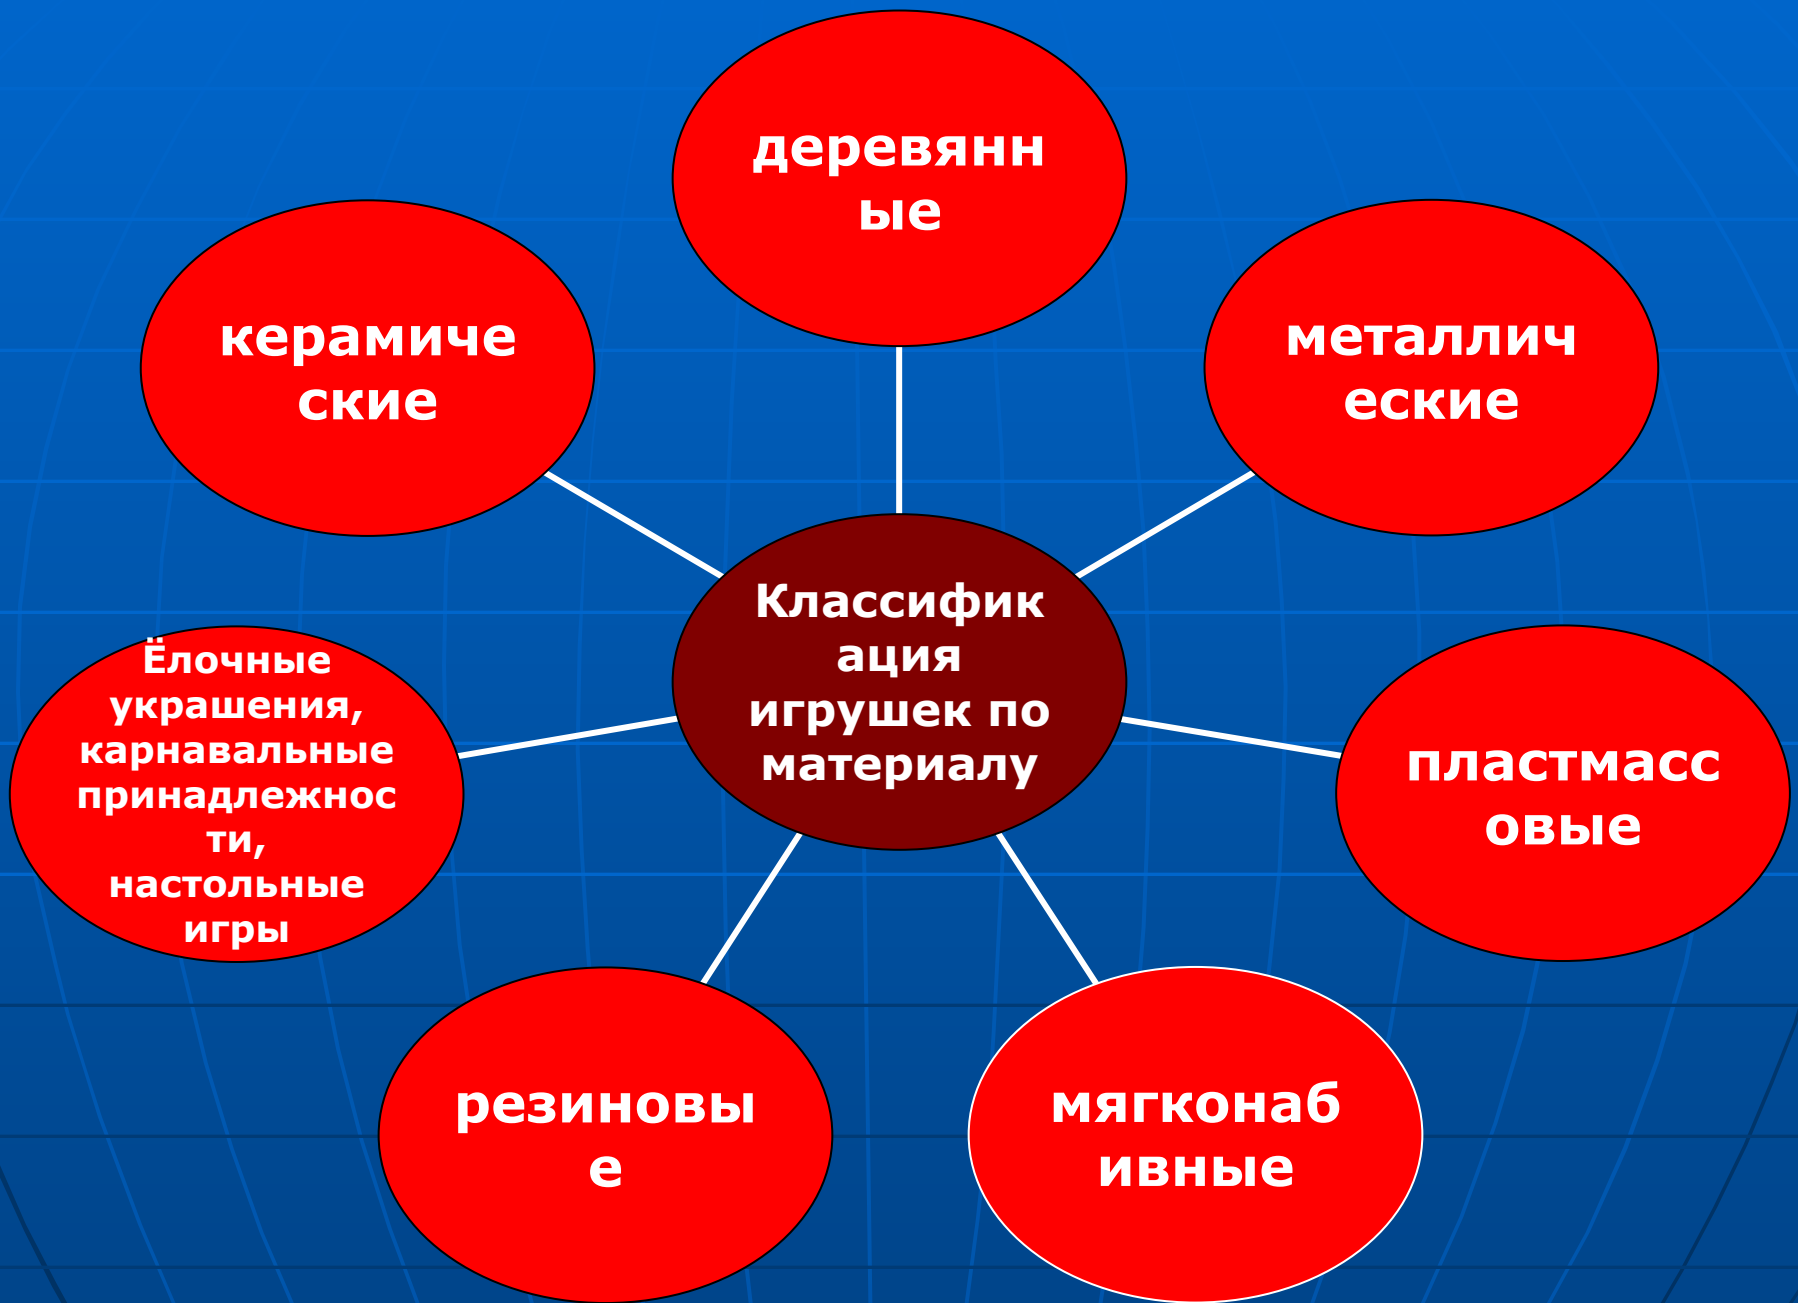 деревянн
ые
металлич
еские
пластмасс
овые
мягконаб
ивные
резиновы
е
Ёлочные
украшения,
карнавальные
принадлежнос
ти,
настольные
игры
керамиче
ские
Классифик
ация
игрушек по
материалу